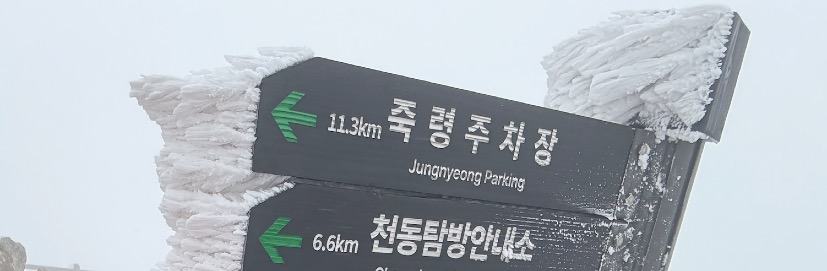 11.3km 죽령주차장
Jungnyeong Parking
6.6km 천동탐방안내소